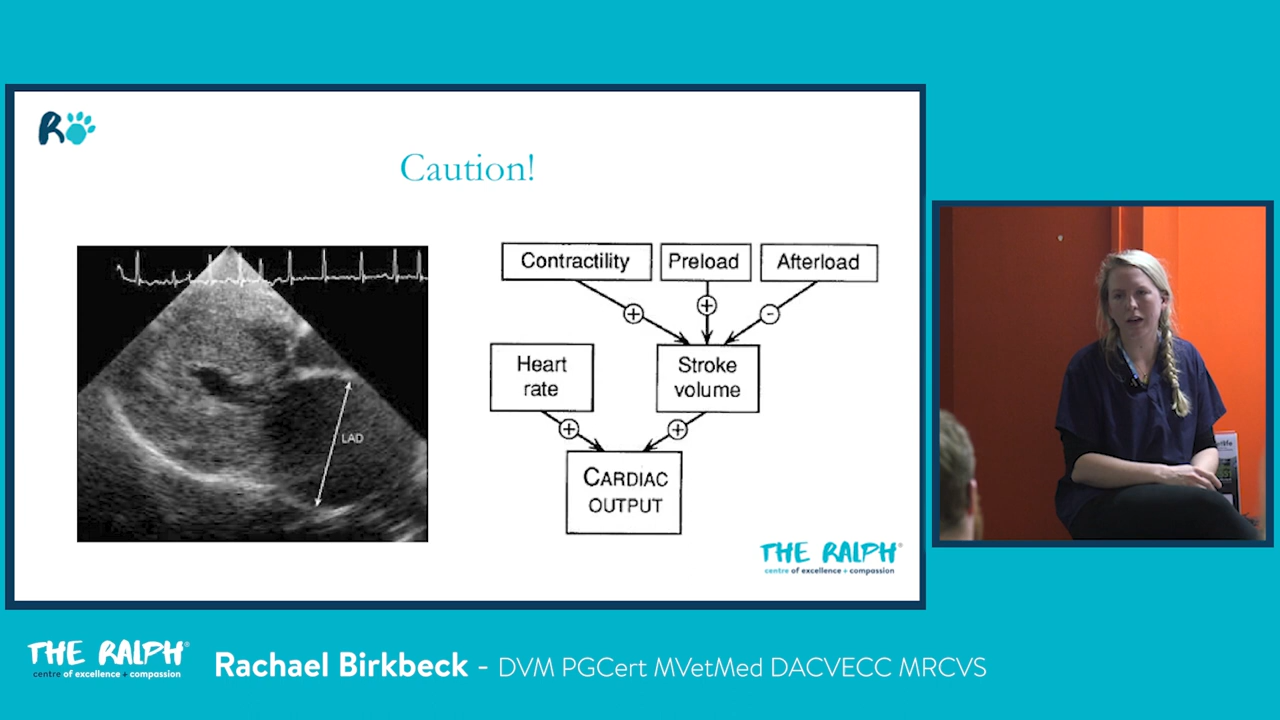 R
Caution!
LAD
Contractility
Preload
Afterload
+
+
-
Heart
rate
Stroke
volume
+
+
CARDIAC
OUTPUT
THE RALPH®
centre of excellence + compassion
THE RALPH®
centre of excellence + compassion
Rachael Birkbeck - DVM PGCert MVetMed DACVECC MRCVS